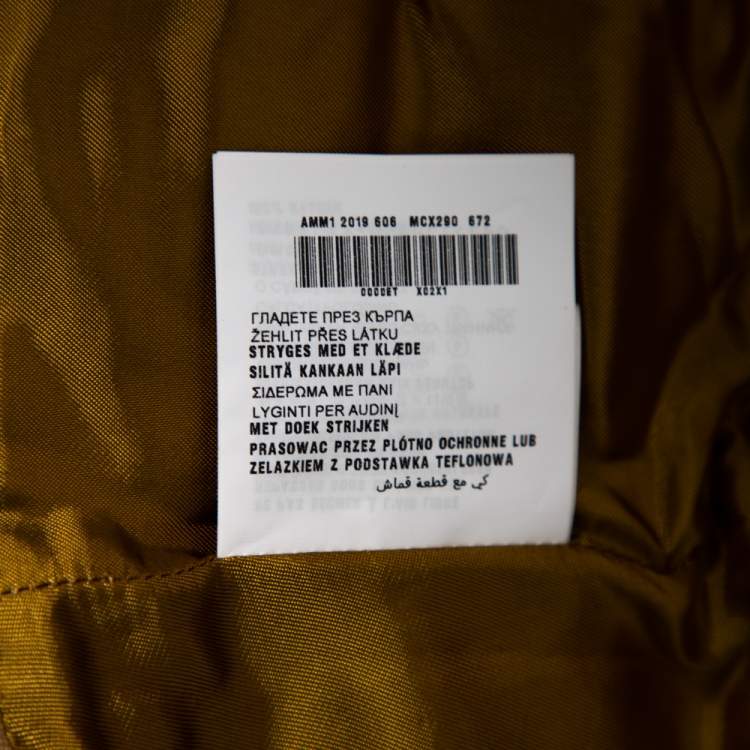 AMM1 2019 606 MCX290 672
000DET X02X1
ГЛАДЕТЕ ПРЕЗ КЪРПА
ŽEHLIT PŘES LÁTKU
STRYGES MED ET KLÆDE
SILITÄ KANKAAN LÄPI
ΣΙΔΕΡΩΜΑ ΜΕ ΠΑΝΙ
LYGINTI PER AUDINĮ
MET DOEK STRIJKEN
PRASOWAC PRZEZ PLÓTNO OCHRONNE LUB
ZELAZKIEM Z PODSTAWKA TEFLONOWA
كي مع قطعة قماش